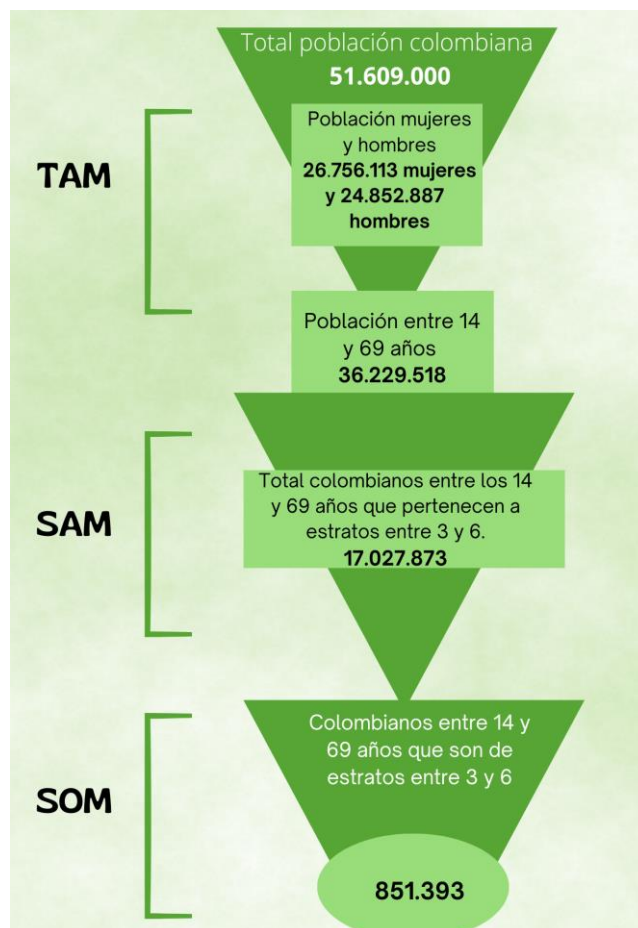 Total población colombiana
51.609.000
TAM
Población mujeres
y hombres
26.756.113 mujeres
y 24.852.887
hombres
Población entre 14
y 69 años
36.229.518
SAM
Total colombianos entre los 14
y 69 años que pertenecen a
estratos entre 3 y 6.
17.027.873
SOM
Colombianos entre 14 y
69 años que son de
estratos entre 3 y 6
851.393